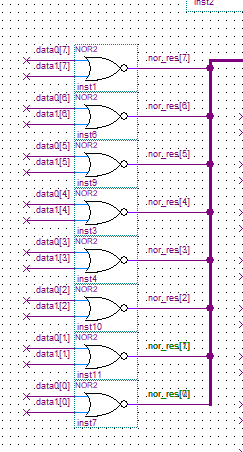 inst2
data0[7] NOR2 nor_res[7]
data1[7]
inst1
data0[6] NOR2 nor_res[6]
data1[6]
inst6
data0[5] NOR2 nor_res[5]
data1[5]
inst9
data0[4] NOR2 nor_res[4]
data1[4]
inst3
data0[3] NOR2 nor_res[3]
data1[3]
inst4
data0[2] NOR2 nor_res[2]
data1[2]
inst10
data0[1] NOR2 nor_res[1]
data1[1]
inst11
data0[0] NOR2 nor_res[0]
data1[0]
inst7